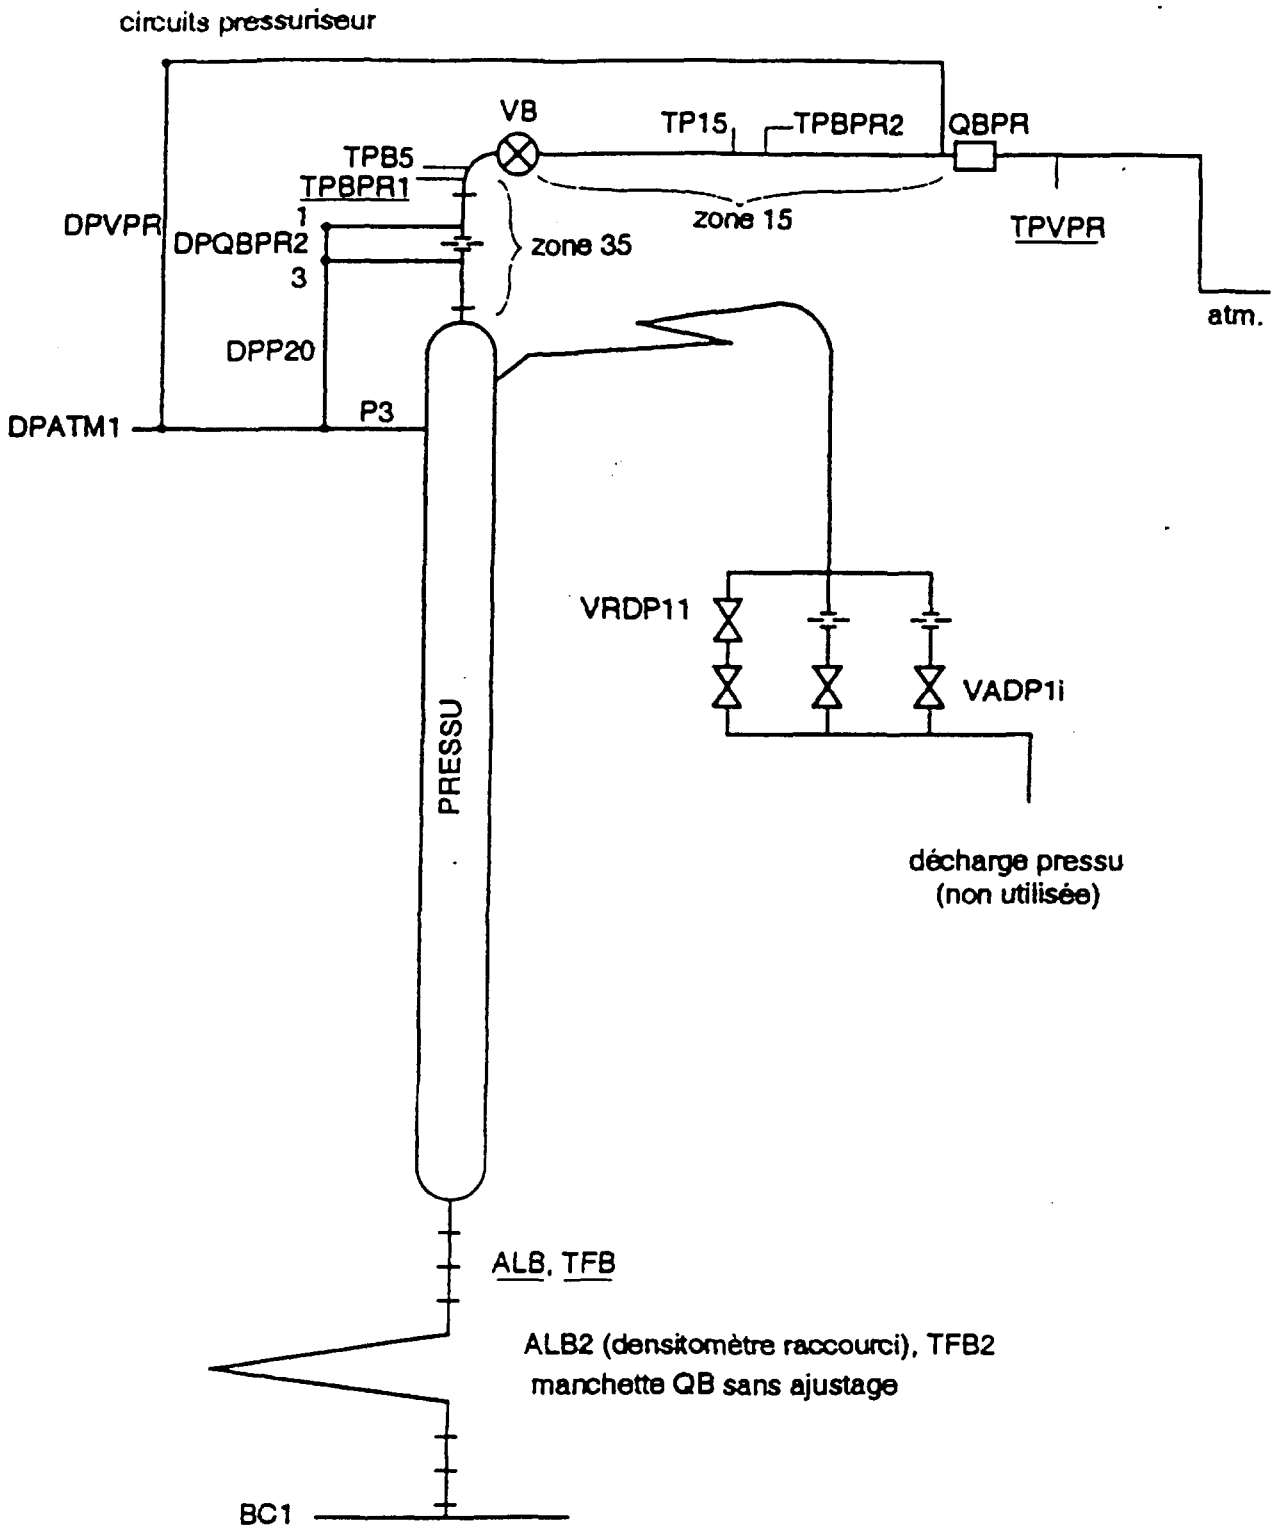 circuits pressuriseur
VB
TP15
TPBPR2
QBPR
TPB5
TPBPR1
DPVPR
1
DPQBPR2
3
zone 35
zone 15
TPVPR
atm.
DPP20
P3
DPATM1
VRDP11
VADP1i
PRESSU
décharge pressu
(non utilisée)
ALB, TFB
ALB2 (densitomètre raccourci), TFB2
manchette QB sans ajustage
BC1